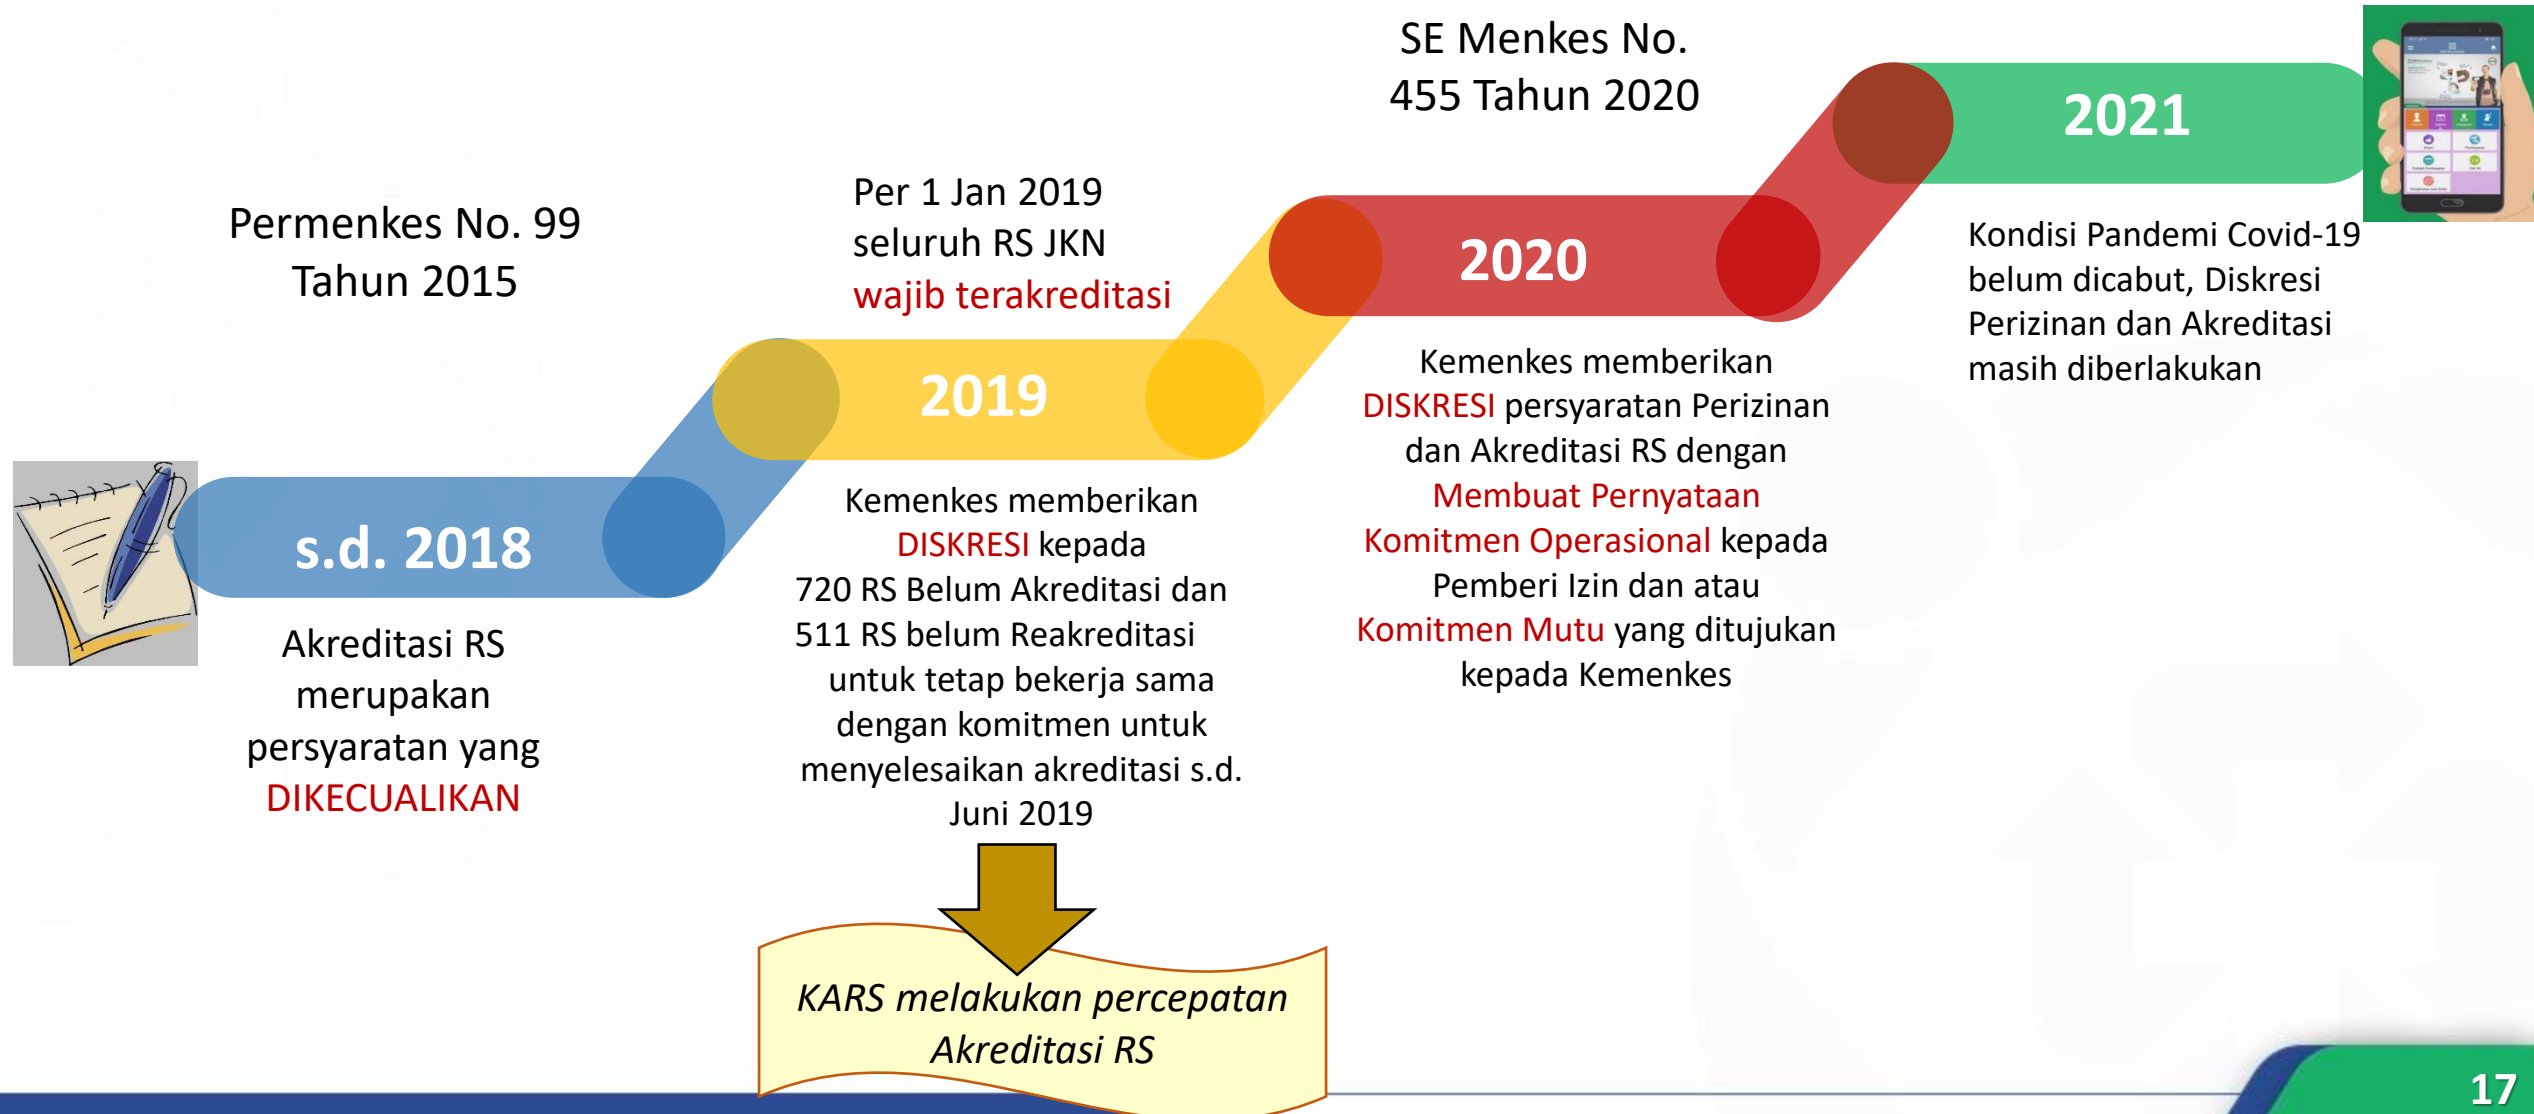 Permenkes No. 99
Tahun 2015
s.d. 2018
Akreditasi RS
merupakan
persyaratan yang
DIKECUALIKAN
Per 1 Jan 2019
seluruh RS JKN
wajib terakreditasi
2019
Kemenkes memberikan
DISKRESI kepada
720 RS Belum Akreditasi dan
511 RS belum Reakreditasi
untuk tetap bekerja sama
dengan komitmen untuk
menyelesaikan akreditasi s.d.
Juni 2019
KARS melakukan percepatan
Akreditasi RS
SE Menkes No.
455 Tahun 2020
2020
Kemenkes memberikan
DISKRESI persyaratan Perizinan
dan Akreditasi RS dengan
Membuat Pernyataan
Komitmen Operasional kepada
Pemberi Izin dan atau
Komitmen Mutu yang ditujukan
kepada Kemenkes
2021
Kondisi Pandemi Covid-19
belum dicabut, Diskresi
Perizinan dan Akreditasi
masih diberlakukan
17